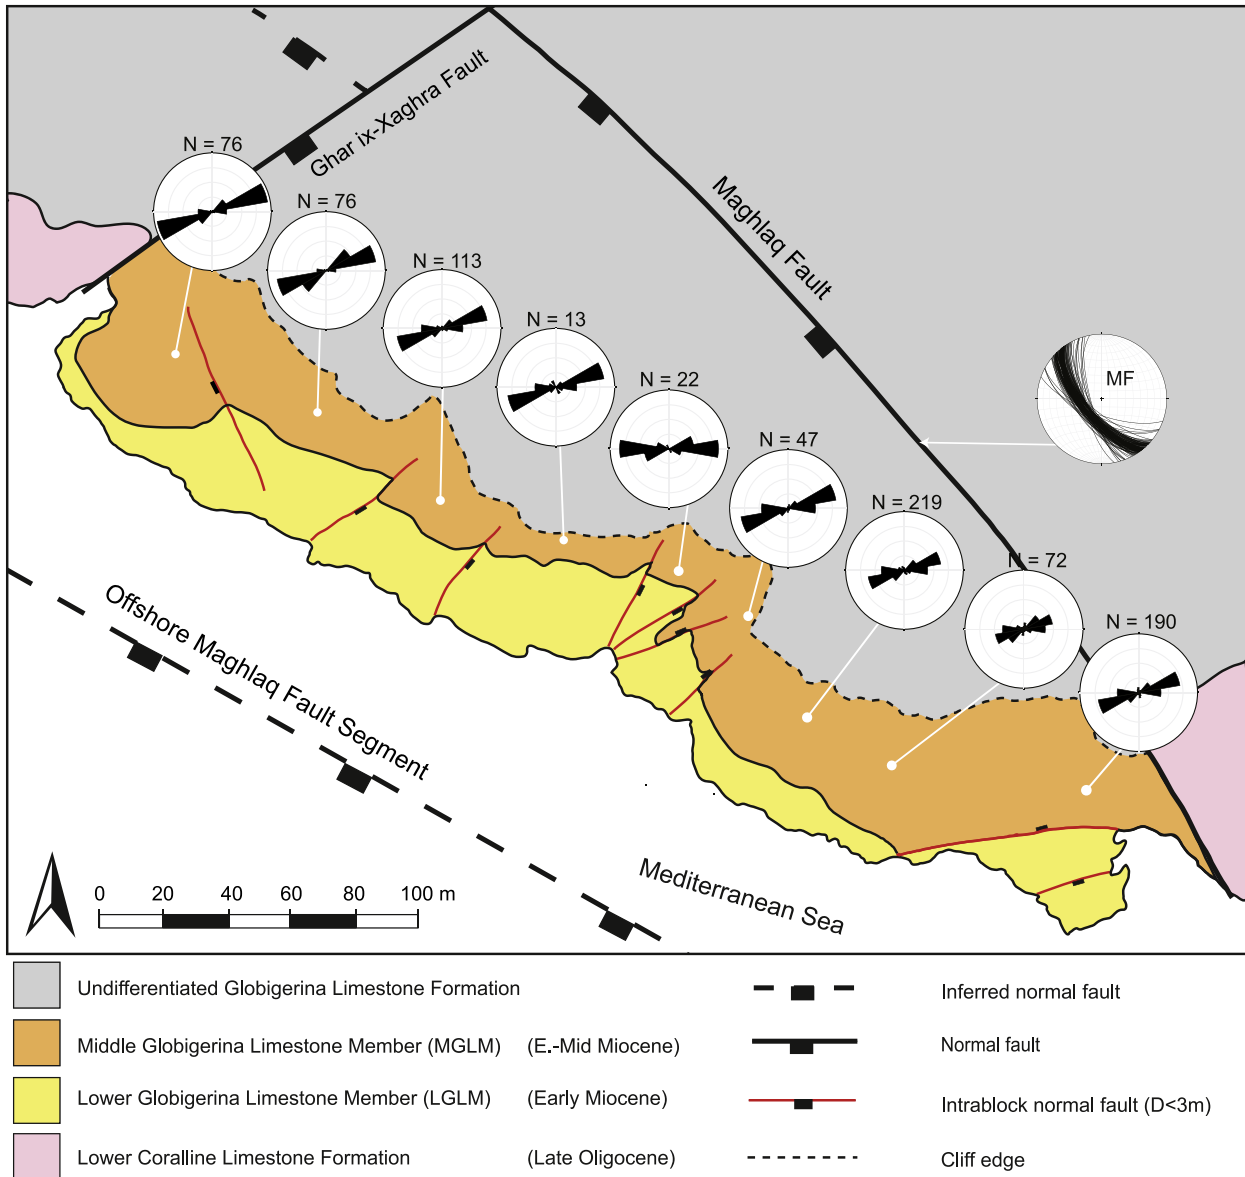 Ghar ix-Xaghra Fault
Maghlaq Fault
N = 76
N = 76
N = 113
N = 13
N = 22
N = 47
N = 219
N = 72
N = 190
MF
Offshore Maghlaq Fault Segment
Mediterranean Sea
0 20 40 60 80 100 m
Undifferentiated Globigerina Limestone Formation
Inferred normal fault
Middle Globigerina Limestone Member (MGLM) (E.-Mid Miocene)
Normal fault
Lower Globigerina Limestone Member (LGLM) (Early Miocene)
Intrablock normal fault (D<3m)
Lower Coralline Limestone Formation (Late Oligocene)
Cliff edge